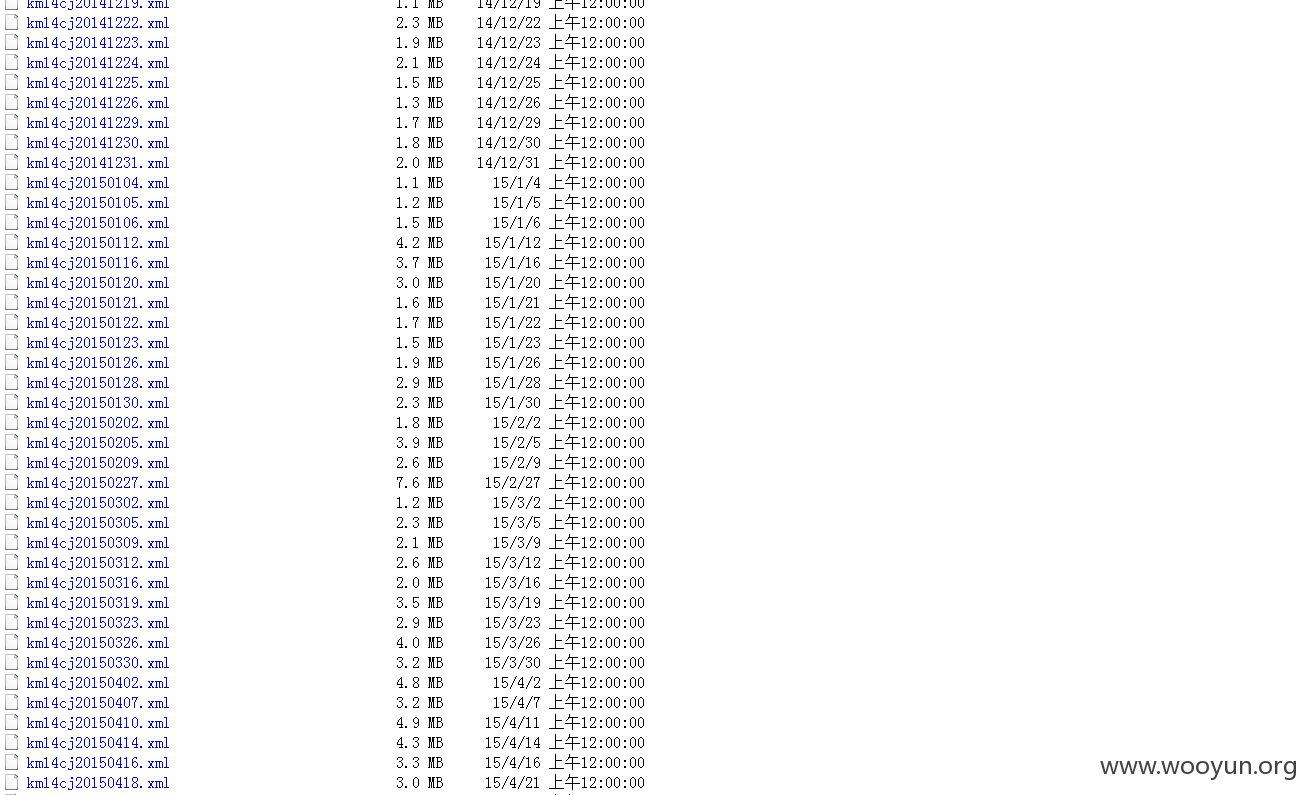 km14cj20141219.xml 1.1 MB 14/12/19 上午12:00:00
km14cj20141222.xml 2.3 MB 14/12/22 上午12:00:00
km14cj20141223.xml 1.9 MB 14/12/23 上午12:00:00
km14cj20141224.xml 2.1 MB 14/12/24 上午12:00:00
km14cj20141225.xml 1.5 MB 14/12/25 上午12:00:00
km14cj20141226.xml 1.3 MB 14/12/26 上午12:00:00
km14cj20141229.xml 1.7 MB 14/12/29 上午12:00:00
km14cj20141230.xml 1.8 MB 14/12/30 上午12:00:00
km14cj20141231.xml 2.0 MB 14/12/31 上午12:00:00
km14cj20150104.xml 1.1 MB 15/1/4 上午12:00:00
km14cj20150105.xml 1.2 MB 15/1/5 上午12:00:00
km14cj20150106.xml 1.5 MB 15/1/6 上午12:00:00
km14cj20150112.xml 4.2 MB 15/1/12 上午12:00:00
km14cj20150116.xml 3.7 MB 15/1/16 上午12:00:00
km14cj20150120.xml 3.0 MB 15/1/20 上午12:00:00
km14cj20150121.xml 1.6 MB 15/1/21 上午12:00:00
km14cj20150122.xml 1.7 MB 15/1/22 上午12:00:00
km14cj20150123.xml 1.5 MB 15/1/23 上午12:00:00
km14cj20150126.xml 1.9 MB 15/1/26 上午12:00:00
km14cj20150128.xml 2.9 MB 15/1/28 上午12:00:00
km14cj20150130.xml 2.3 MB 15/1/30 上午12:00:00
km14cj20150202.xml 1.8 MB 15/2/2 上午12:00:00
km14cj20150205.xml 3.9 MB 15/2/5 上午12:00:00
km14cj20150209.xml 2.6 MB 15/2/9 上午12:00:00
km14cj20150227.xml 7.6 MB 15/2/27 上午12:00:00
km14cj20150302.xml 1.2 MB 15/3/2 上午12:00:00
km14cj20150305.xml 2.3 MB 15/3/5 上午12:00:00
km14cj20150309.xml 2.1 MB 15/3/9 上午12:00:00
km14cj20150312.xml 2.6 MB 15/3/12 上午12:00:00
km14cj20150316.xml 2.0 MB 15/3/16 上午12:00:00
km14cj20150319.xml 3.5 MB 15/3/19 上午12:00:00
km14cj20150323.xml 2.9 MB 15/3/23 上午12:00:00
km14cj20150326.xml 4.0 MB 15/3/26 上午12:00:00
km14cj20150330.xml 3.2 MB 15/3/30 上午12:00:00
km14cj20150402.xml 4.8 MB 15/4/2 上午12:00:00
km14cj20150407.xml 3.2 MB 15/4/7 上午12:00:00
km14cj20150410.xml 4.9 MB 15/4/11 上午12:00:00
km14cj20150414.xml 4.3 MB 15/4/14 上午12:00:00
km14cj20150416.xml 3.3 MB 15/4/16 上午12:00:00
km14cj20150418.xml 3.0 MB 15/4/21 上午12:00:00
www.wooyun.org